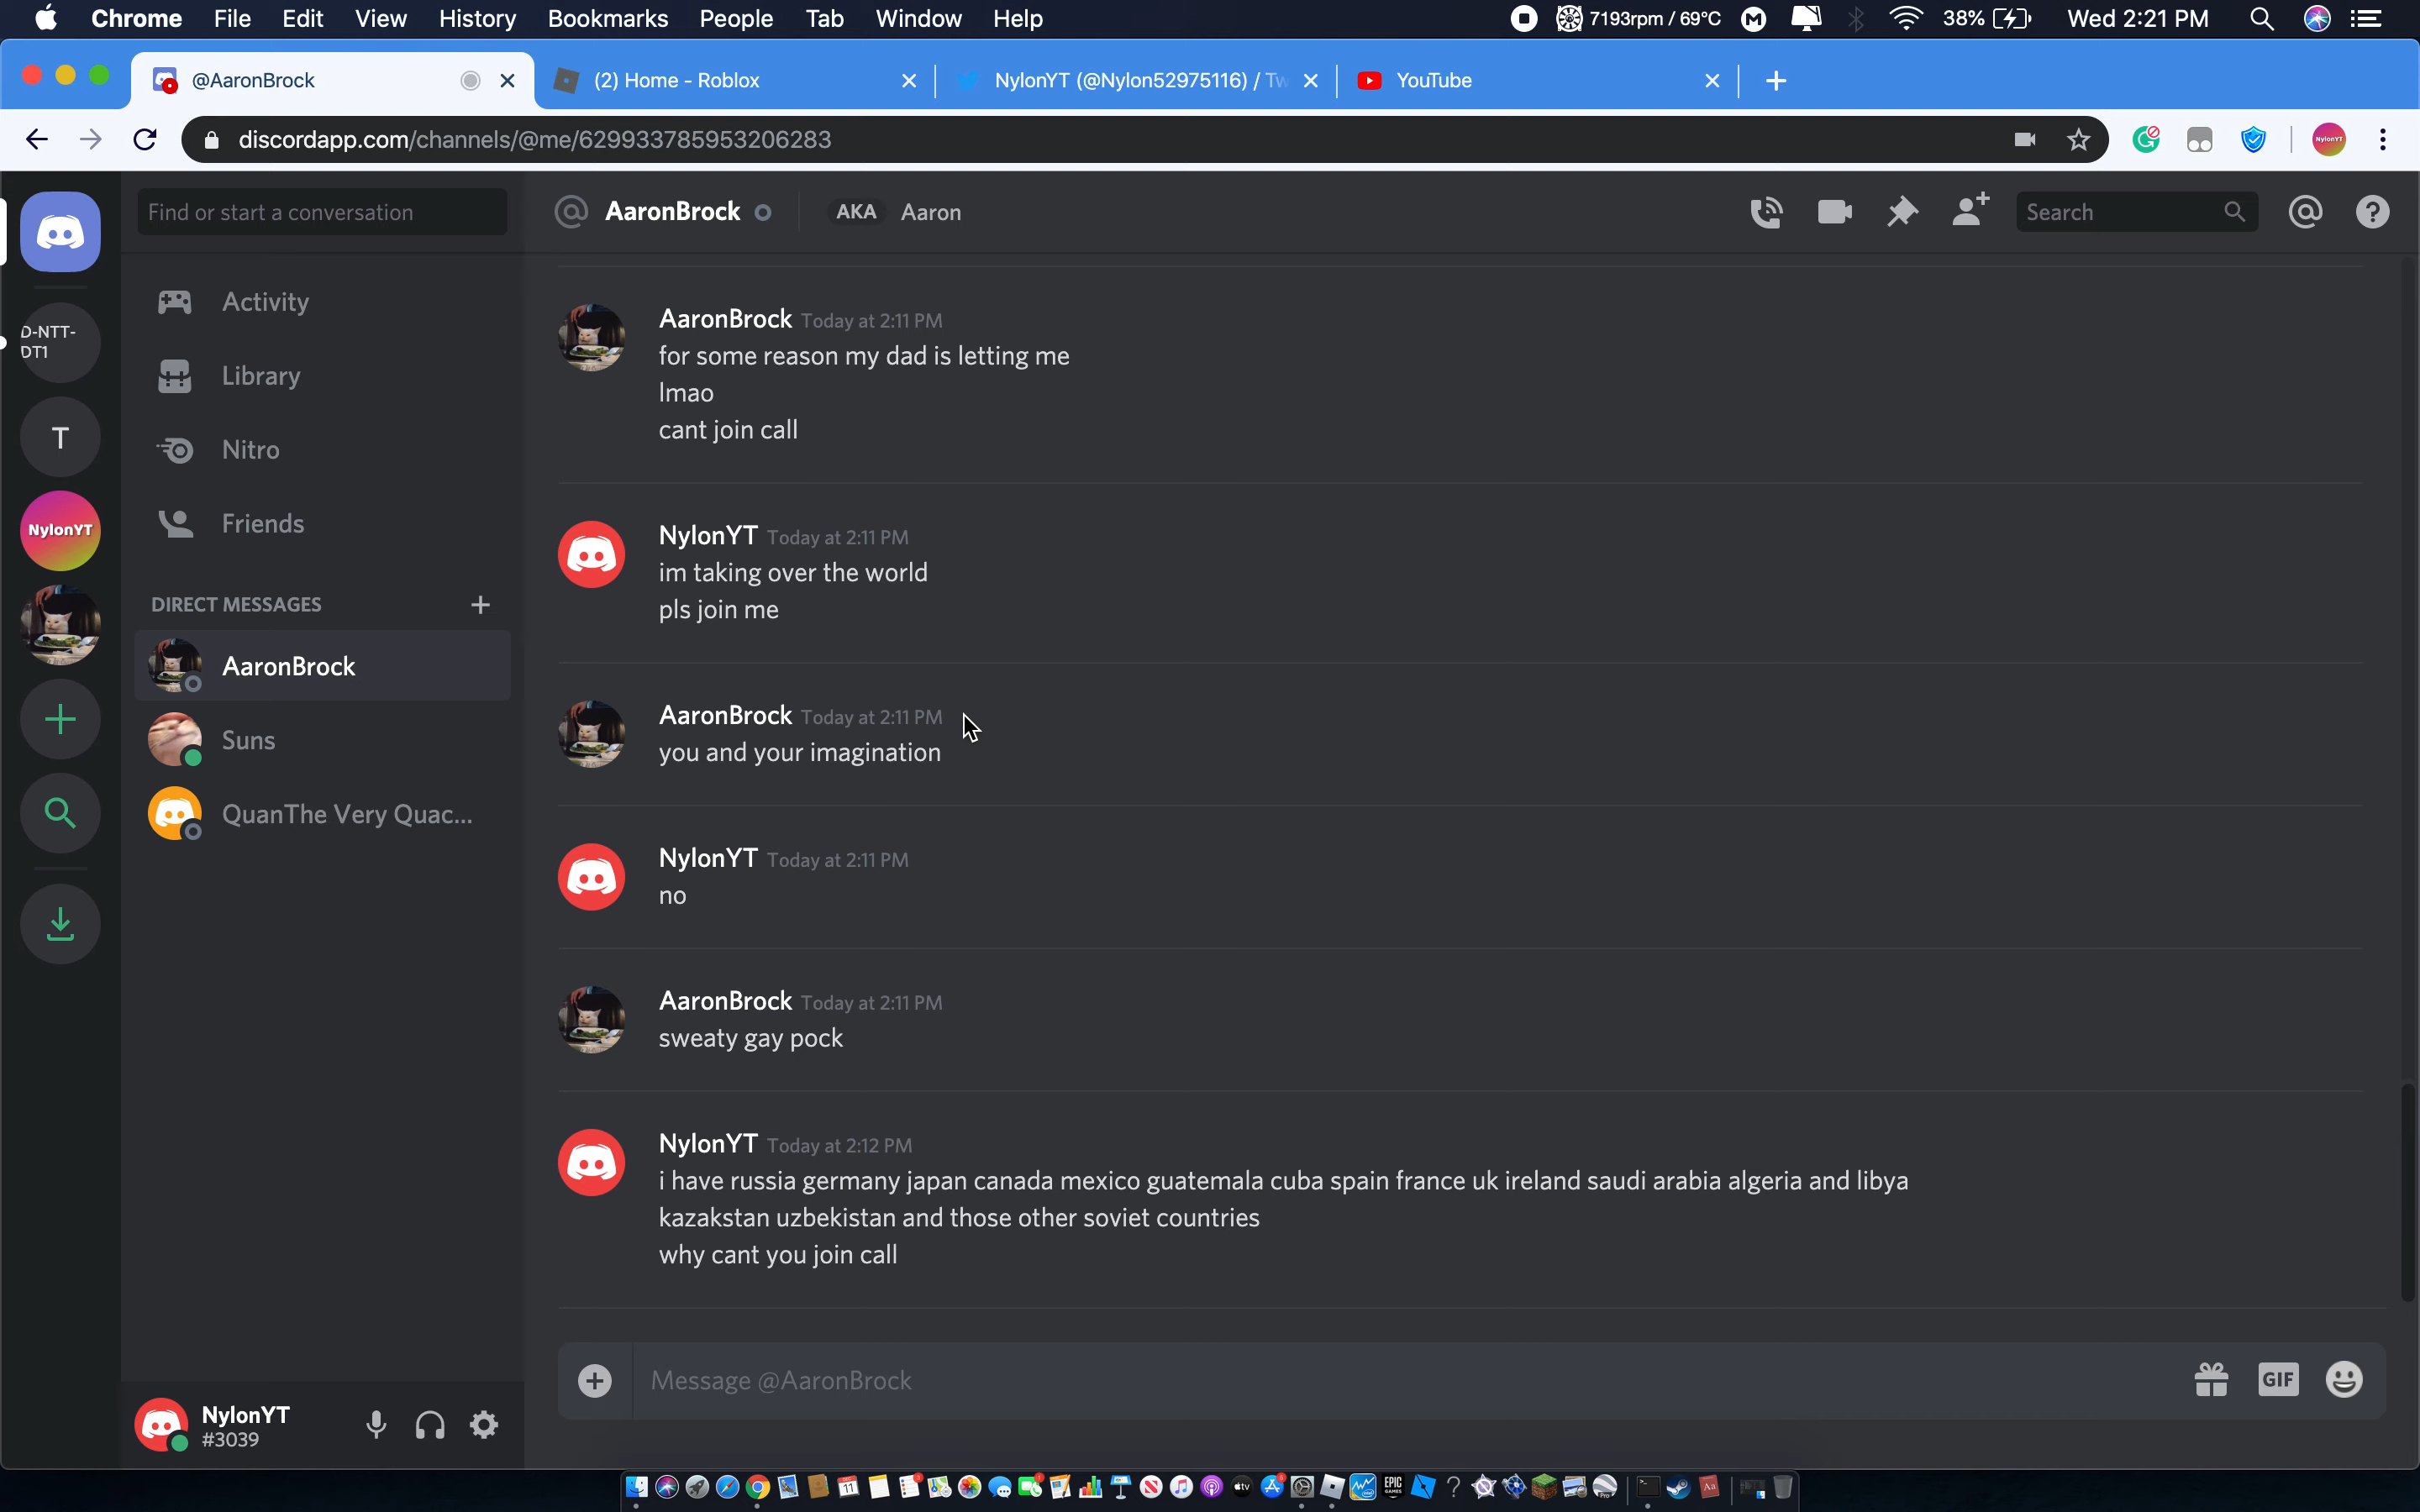 Chrome File Edit View History Bookmarks People Tab Window Help 7193rpm / 69°C 38% Wed 2:21 PM
@AaronBrock (2) Home - Roblox NylonYT (@Nylon52975116) / Tw YouTube
discordapp.com/channels/@me/629933785953206283 NylonYT
Find or start a conversation AaronBrock AKA Aaron Search
Activity
AaronBrock Today at 2:11 PM
D-NTT-
DT1
for some reason my dad is letting me
Library
lmao
cant join call
T
Nitro
Friends
NylonYT
NylonYT Today at 2:11 PM
im taking over the world
DIRECT MESSAGES
pls join me
AaronBrock
AaronBrock Today at 2:11 PM
Suns
you and your imagination
QuanThe Very Quac...
NylonYT Today at 2:11 PM
no
AaronBrock Today at 2:11 PM
sweaty gay pock
NylonYT Today at 2:12 PM
i have russia germany japan canada mexico guatemala cuba spain france uk ireland saudi arabia algeria and libya
kazakstan uzbekistan and those other soviet countries
why cant you join call
Message @AaronBrock GIF
NylonYT
#3039